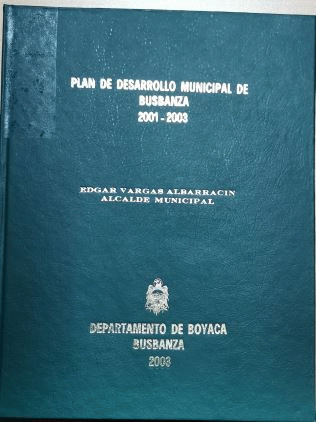 PLAN DE DESARROLLO MUNICIPAL DE
BUSBANZA
2001-2003
EDGAR VARGAS ALBARRACIN
ALCALDE MUNICIPAL
DEPARTAMENTO DE BOYACA
BUSBANZA
2003